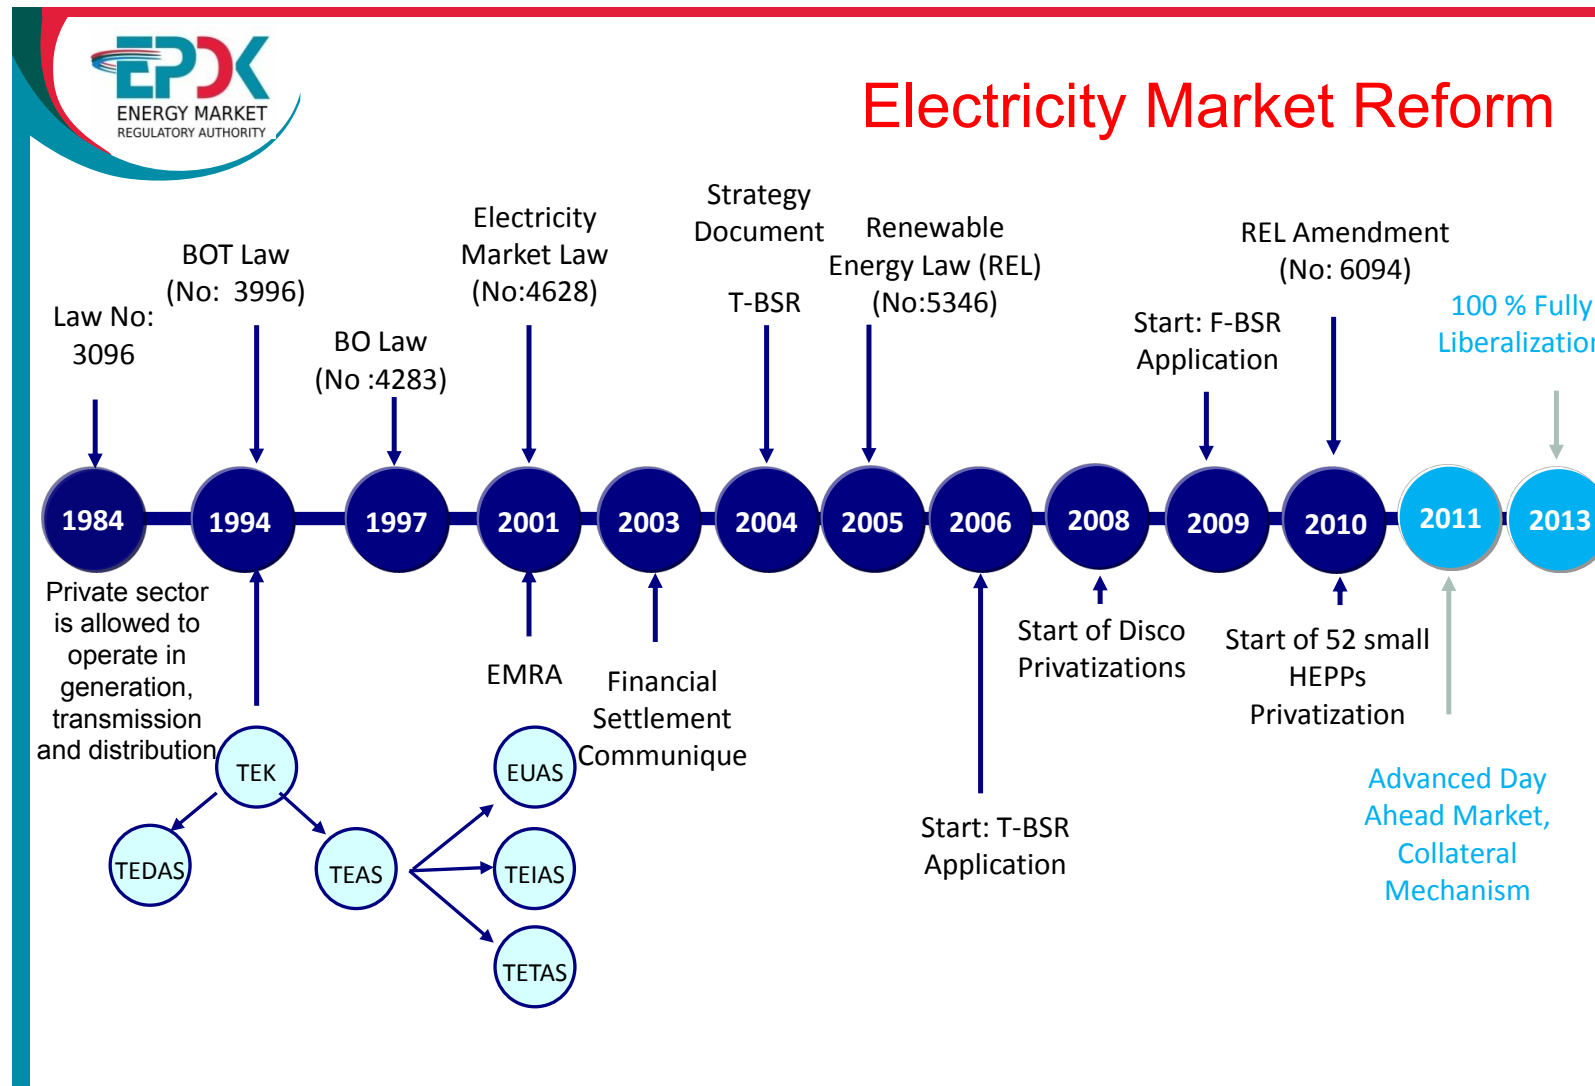 EPDK
ENERGY MARKET
REGULATORY AUTHORITY
Electricity Market Reform
Law No:
3096
BOT Law
(No: 3996)
BO Law
(No :4283)
Electricity
Market Law
(No:4628)
Strategy
Document
T-BSR
Renewable
Energy Law (REL)
(No:5346)
Start: F-BSR
Application
REL Amendment
(No: 6094)
100 % Fully
Liberalization
1984
1994
1997
2001
2003
2004
2005
2006
2008
2009
2010
2011
2013
Private sector
is allowed to
operate in
generation,
transmission
and distribution
EMRA
Financial
Settlement
Communique
Start: T-BSR
Application
Start of Disco
Privatizations
Start of 52 small
HEPPs
Privatization
Advanced Day
Ahead Market,
Collateral
Mechanism
TEK
TEDAS
TEAS
EUAS
TEIAS
TETAS